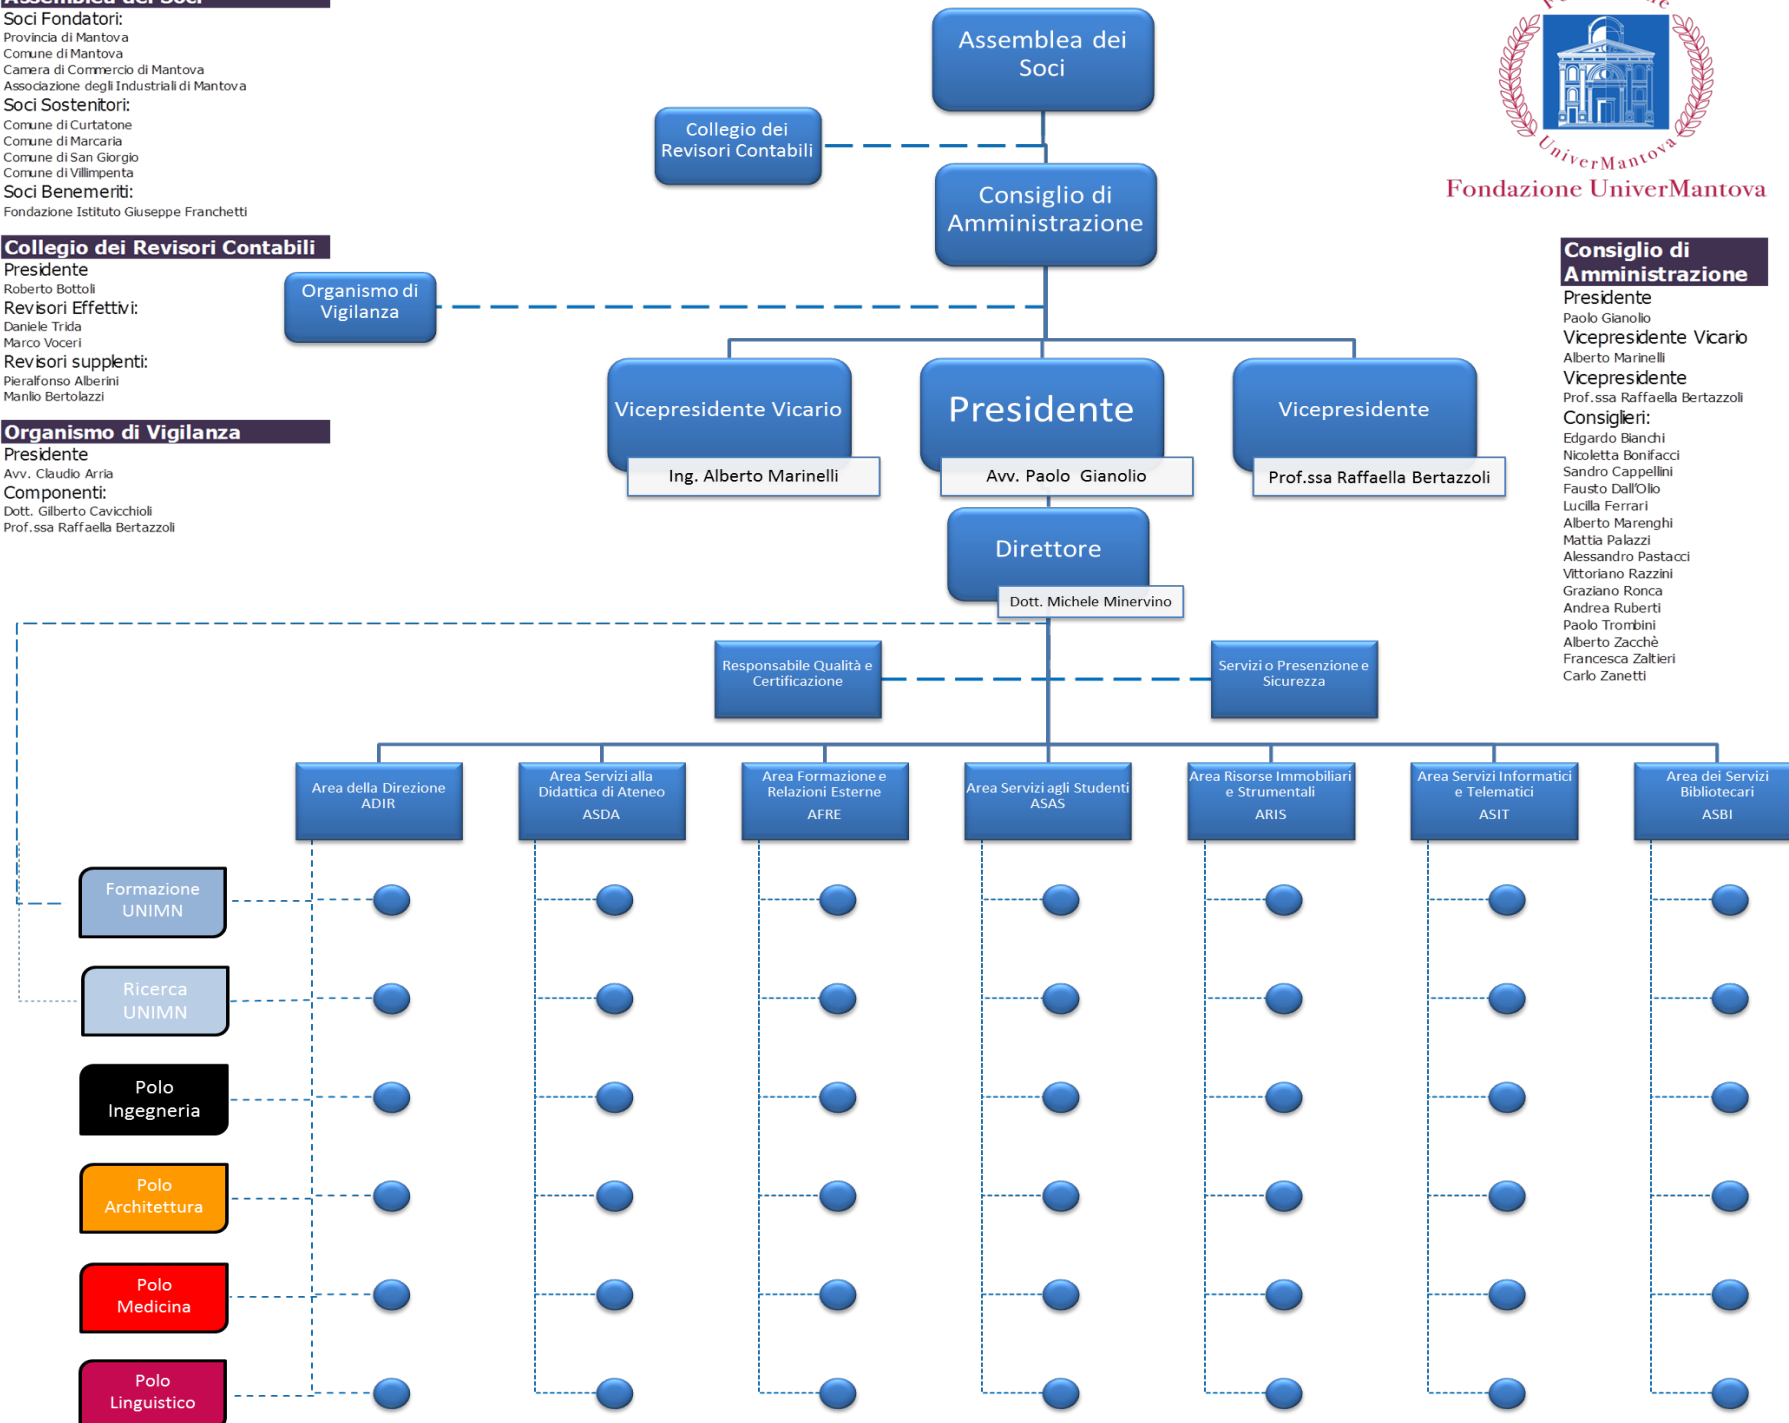 Assemblea dei Soci
Soci Fondatori:
Provincia di Mantova
Comune di Mantova
Camera di Commercio di Mantova
Associazione degli Industriali di Mantova
Soci Sostenitori:
Comune di Curtatone
Comune di Marcaria
Comune di San Giorgio
Comune di Villimpenta
Soci Benemeriti:
Fondazione Istituto Giuseppe Franchetti
Collegio dei Revisori Contabili
Presidente
Roberto Bottoli
Revisori Effettivi:
Daniele Trida
Marco Voceri
Revisori supplenti:
Pieralfonso Alberini
Manlio Bertolazzi
Organismo di Vigilanza
Presidente
Avv. Claudio Arria
Componenti:
Dott. Gilberto Cavicchioli
Prof.ssa Raffaella Bertazzoli
Assemblea dei
Soci
Collegio dei
Revisori Contabili
Consiglio di
Amministrazione
Organismo di
Vigilanza
Vicepresidente Vicario
Ing. Alberto Marinelli
Presidente
Avv. Paolo Gianolio
Vicepresidente
Prof.ssa Raffaella Bertazzoli
Direttore
Dott. Michele Minervino
UniverMantova
Fondazione UniverMantova
Consiglio di
Amministrazione
Presidente
Paolo Gianolio
Vicepresidente Vicario
Alberto Marinelli
Vicepresidente
Prof.ssa Raffaella Bertazzoli
Consiglieri:
Edgardo Bianchi
Nicoletta Bonifacci
Sandro Cappellini
Fausto Dall'Olio
Lucilla Ferrari
Alberto Marenghi
Mattia Palazzi
Alessandro Pastacci
Vittoriano Razzini
Graziano Ronca
Andrea Ruberti
Paolo Trombini
Alberto Zacchè
Francesca Zaltieri
Carlo Zanetti
Responsabile Qualità e
Certificazione
Servizi o Presenzione e
Sicurezza
Area della Direzione
ADIR
Area Servizi alla
Didattica di Ateneo
ASDA
Area Formazione e
Relazioni Esterne
AFRE
Area Servizi agli Studenti
ASAS
Area Risorse Immobiliari
e Strumentali
ARIS
Area Servizi Informatici
e Telematici
ASIT
Area dei Servizi
Bibliotecari
ASBI
Formazione
UNIMN
Ricerca
UNIMN
Polo
Ingegneria
Polo
Architettura
Polo
Medicina
Polo
Linguistico